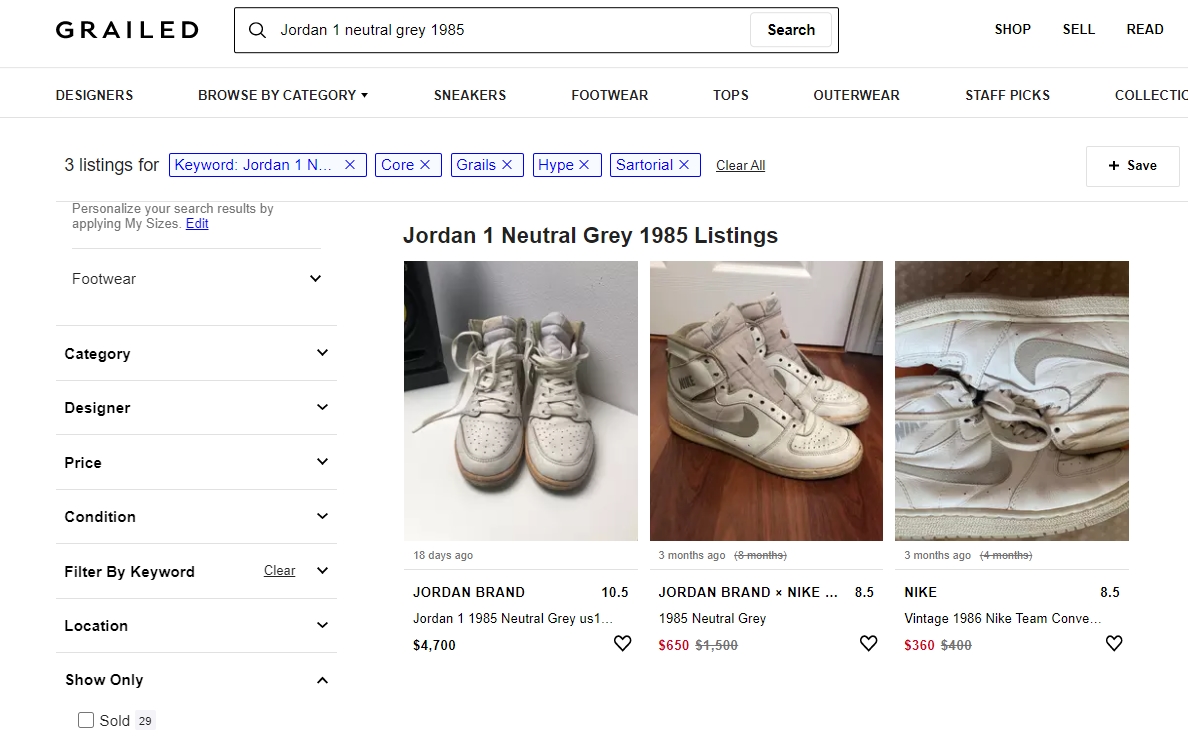 GRAILED
Jordan 1 neutral grey 1985
Search
SHOP SELL READ
DESIGNERS BROWSE BY CATEGORY SNEAKERS FOOTWEAR TOPS OUTERWEAR STAFF PICKS COLLECTIO
3 listings for Keyword: Jordan 1 N... × Core × Grails × Hype × Sartorial × Clear All
+ Save
Personalize your search results by
applying My Sizes. Edit
Footwear
Category
Designer
Price
Condition
Filter By Keyword Clear
Location
Show Only
Sold 29
Jordan 1 Neutral Grey 1985 Listings
NIKE
NIKE
18 days ago
JORDAN BRAND 10.5
Jordan 1 1985 Neutral Grey us1...
$4,700
3 months ago (8 months)
JORDAN BRAND × NIKE ... 8.5
1985 Neutral Grey
$650 $1,500
3 months ago (4 months)
NIKE 8.5
Vintage 1986 Nike Team Conve...
$360 $400